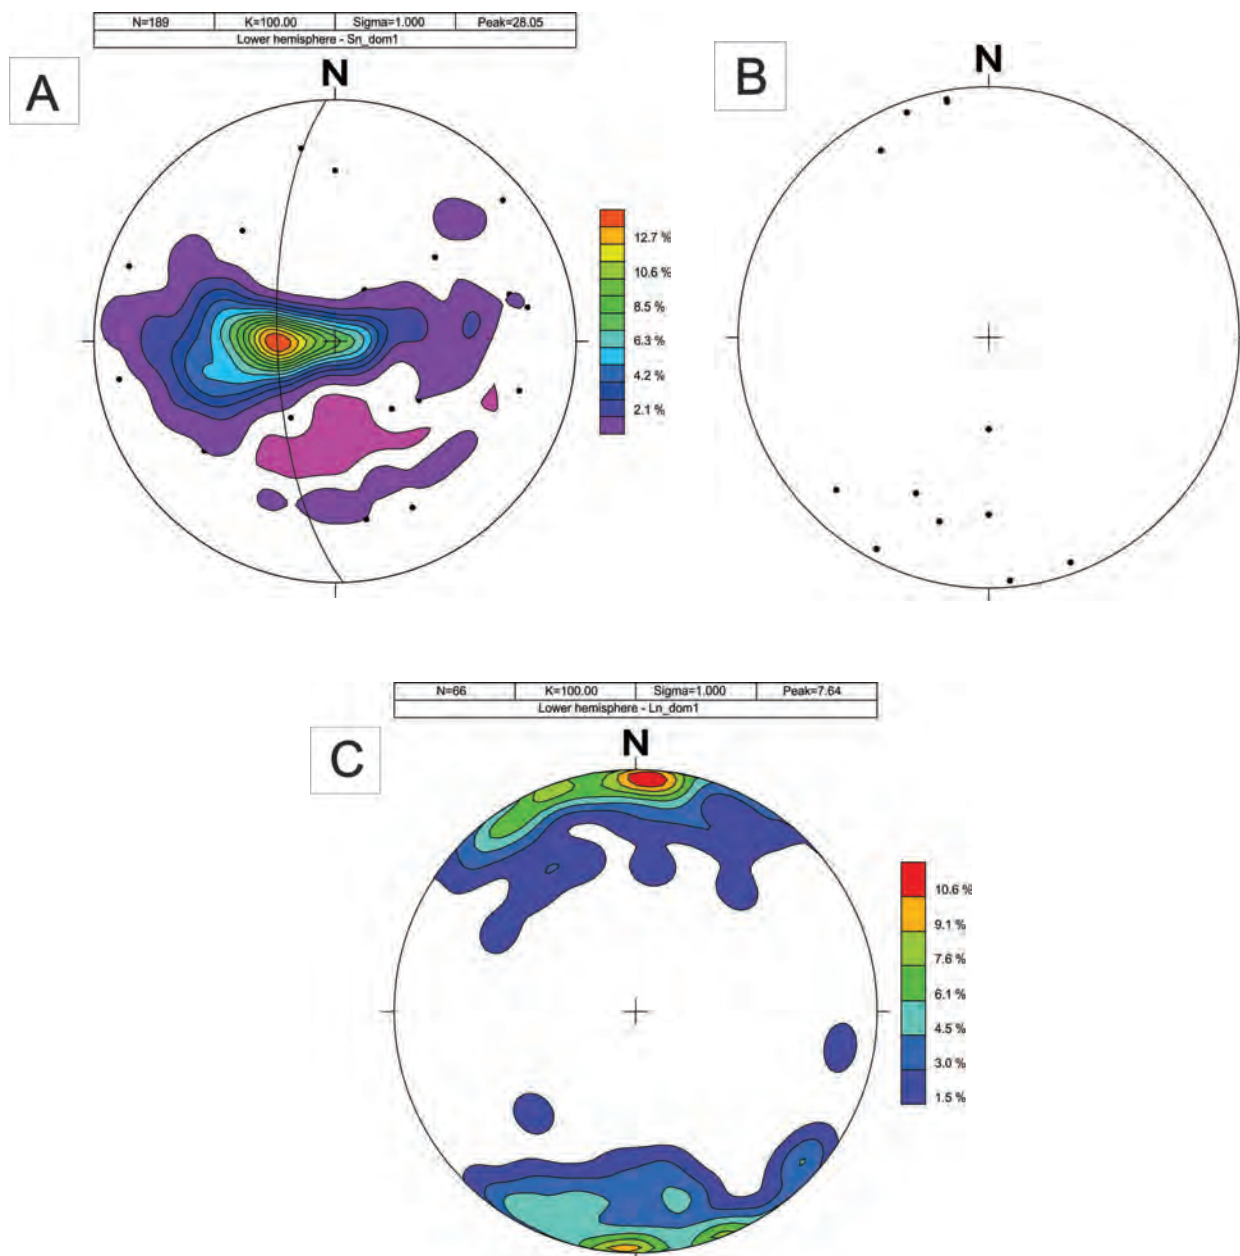 N=189 K=100.00 Sigma=1.000 Peak=28.05
Lower hemisphere - Sn_dom1
A
N
12.7 %
10.6 %
8.5 %
6.3 %
4.2 %
2.1 %
B
N
N=66 K=100.00 Sigma=1.000 Peak=7.64
Lower hemisphere - Ln_dom1
C
N
10.6 %
9.1 %
7.6 %
6.1 %
4.5 %
3.0 %
1.5 %